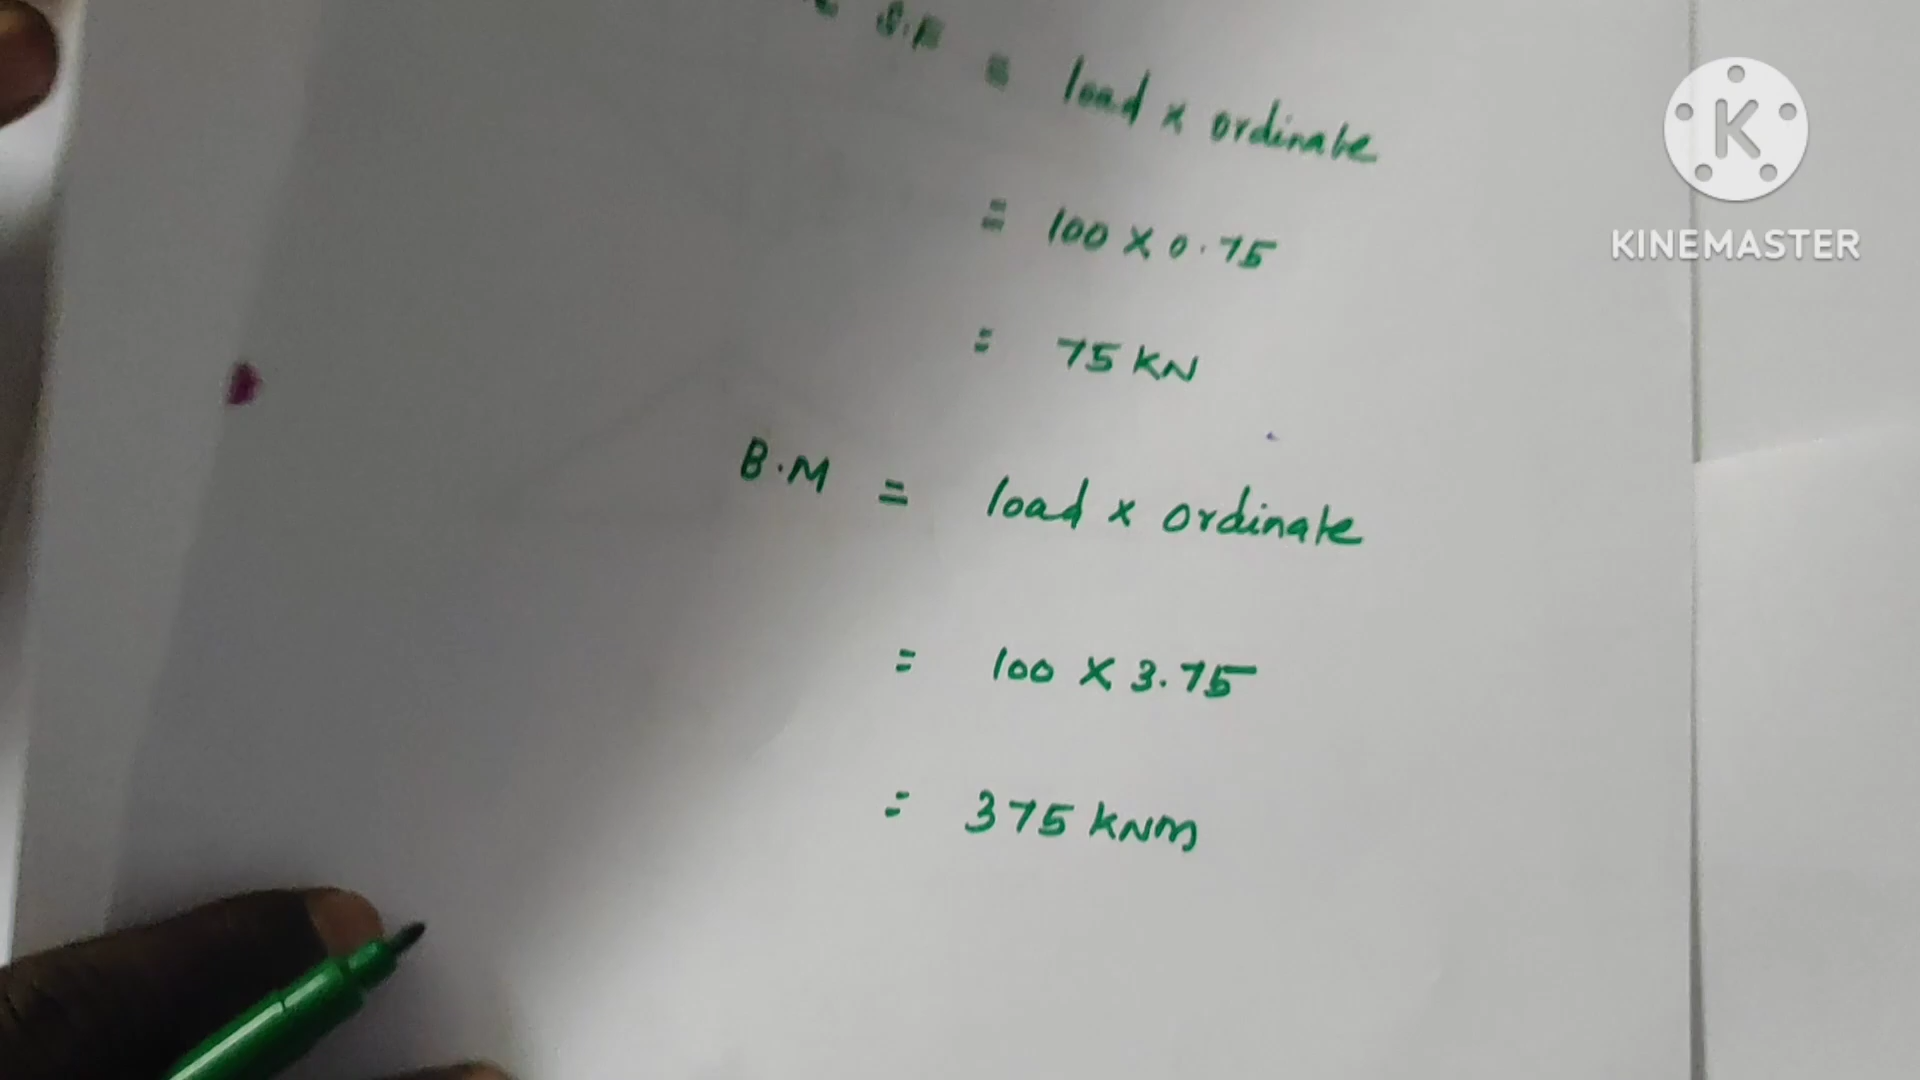 S.F = load x ordinate
= 100 x 0.75
= 75 KN
B.M = load x ordinate
= 100 x 3.75
= 375 KNm
K
KINEMASTER